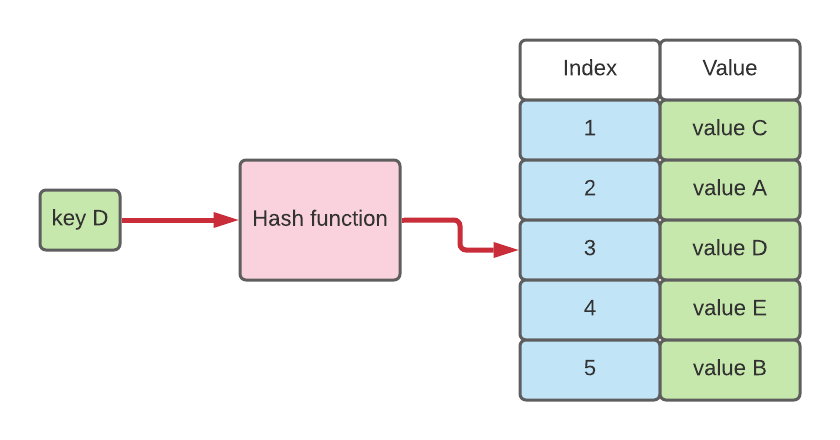 Index Value
1 value C
2 value A
key D Hash function 3 value D
4 value E
5 value B